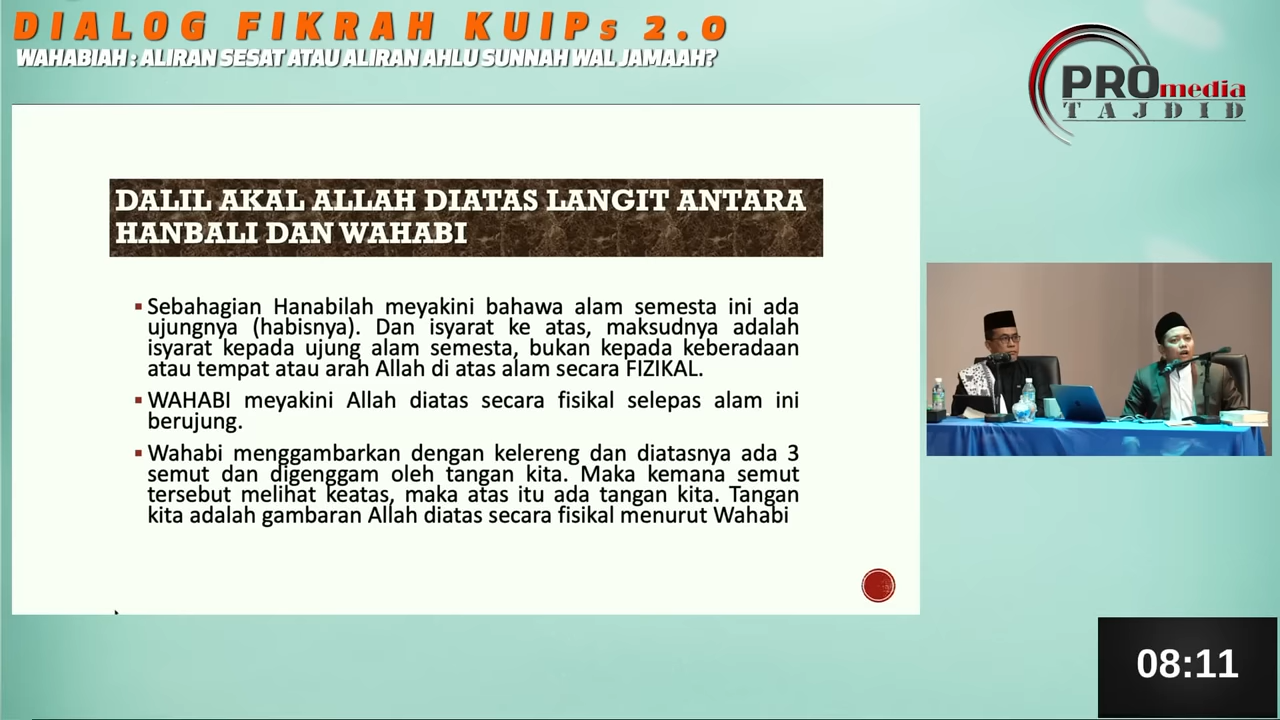 DIALOG FIKRAH KUIPs 2.0
WAHABIAH : ALIRAN SESAT ATAU ALIRAN AHLU SUNNAH WAL JAMAAH?
PROmedia
TAJDID
DALIL AKAL ALLAH DIATAS LANGIT ANTARA
HANBALI DAN WAHABI
Sebahagian Hanabilah meyakini bahawa alam semesta ini ada
ujungnya (habisnya). Dan isyarat ke atas, maksudnya adalah
isyarat kepada ujung alam semesta, bukan kepada keberadaan
atau tempat atau arah Allah di atas alam secara FIZIKAL.
WAHABI meyakini Allah diatas secara fisikal selepas alam ini
berujung.
Wahabi menggambarkan dengan kelereng dan diatasnya ada 3
semut dan digenggam oleh tangan kita. Maka kemana semut
tersebut melihat keatas, maka atas itu ada tangan kita. Tangan
kita adalah gambaran Allah diatas secara fisikal menurut Wahabi
08:11